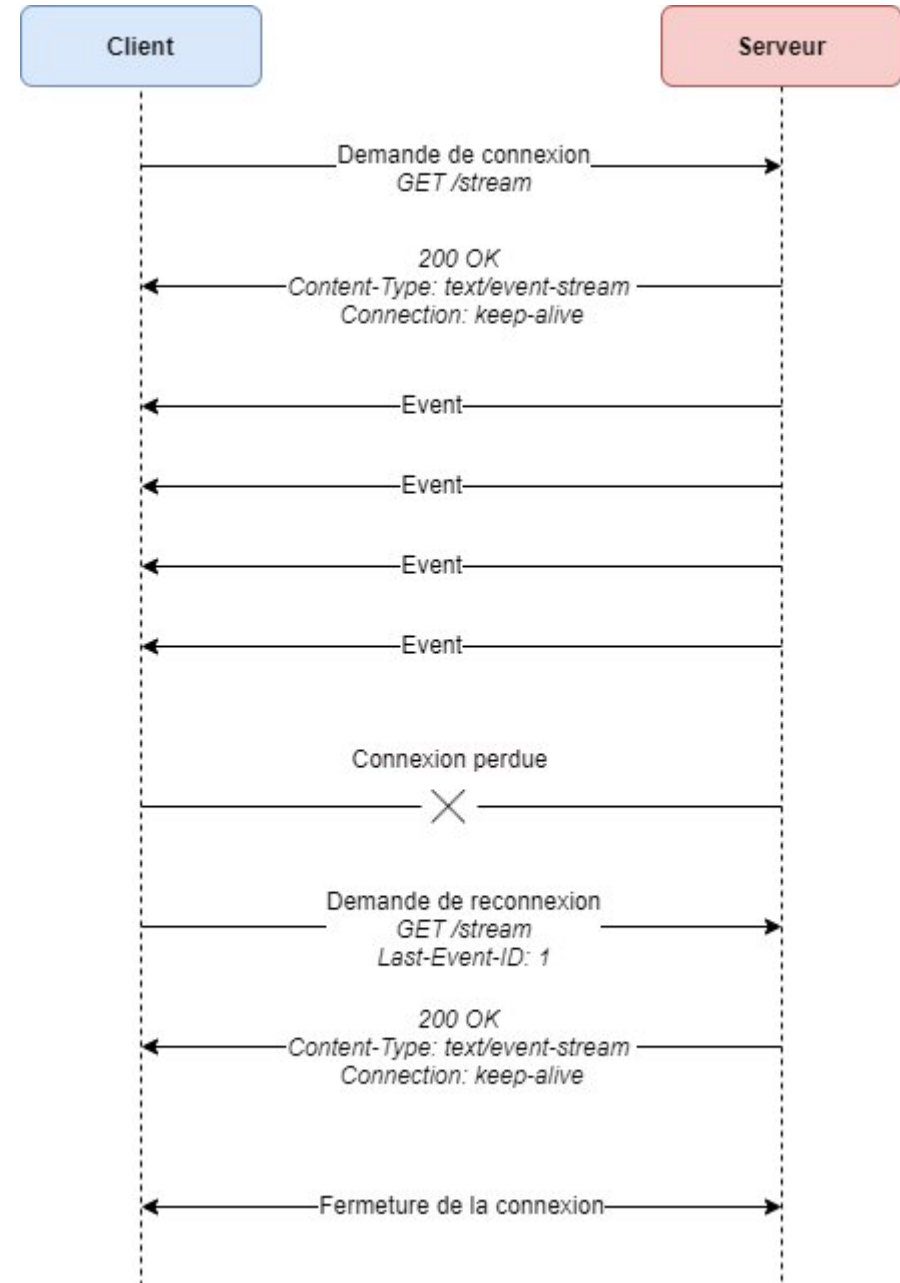 Client
Serveur
Demande de connexion
GET /stream
200 OK
Content-Type: text/event-stream
Connection: keep-alive
Event
Event
Event
Event
Connexion perdue
Demande de reconnexion
GET /stream
Last-Event-ID: 1
200 OK
Content-Type: text/event-stream
Connection: keep-alive
Fermeture de la connexion